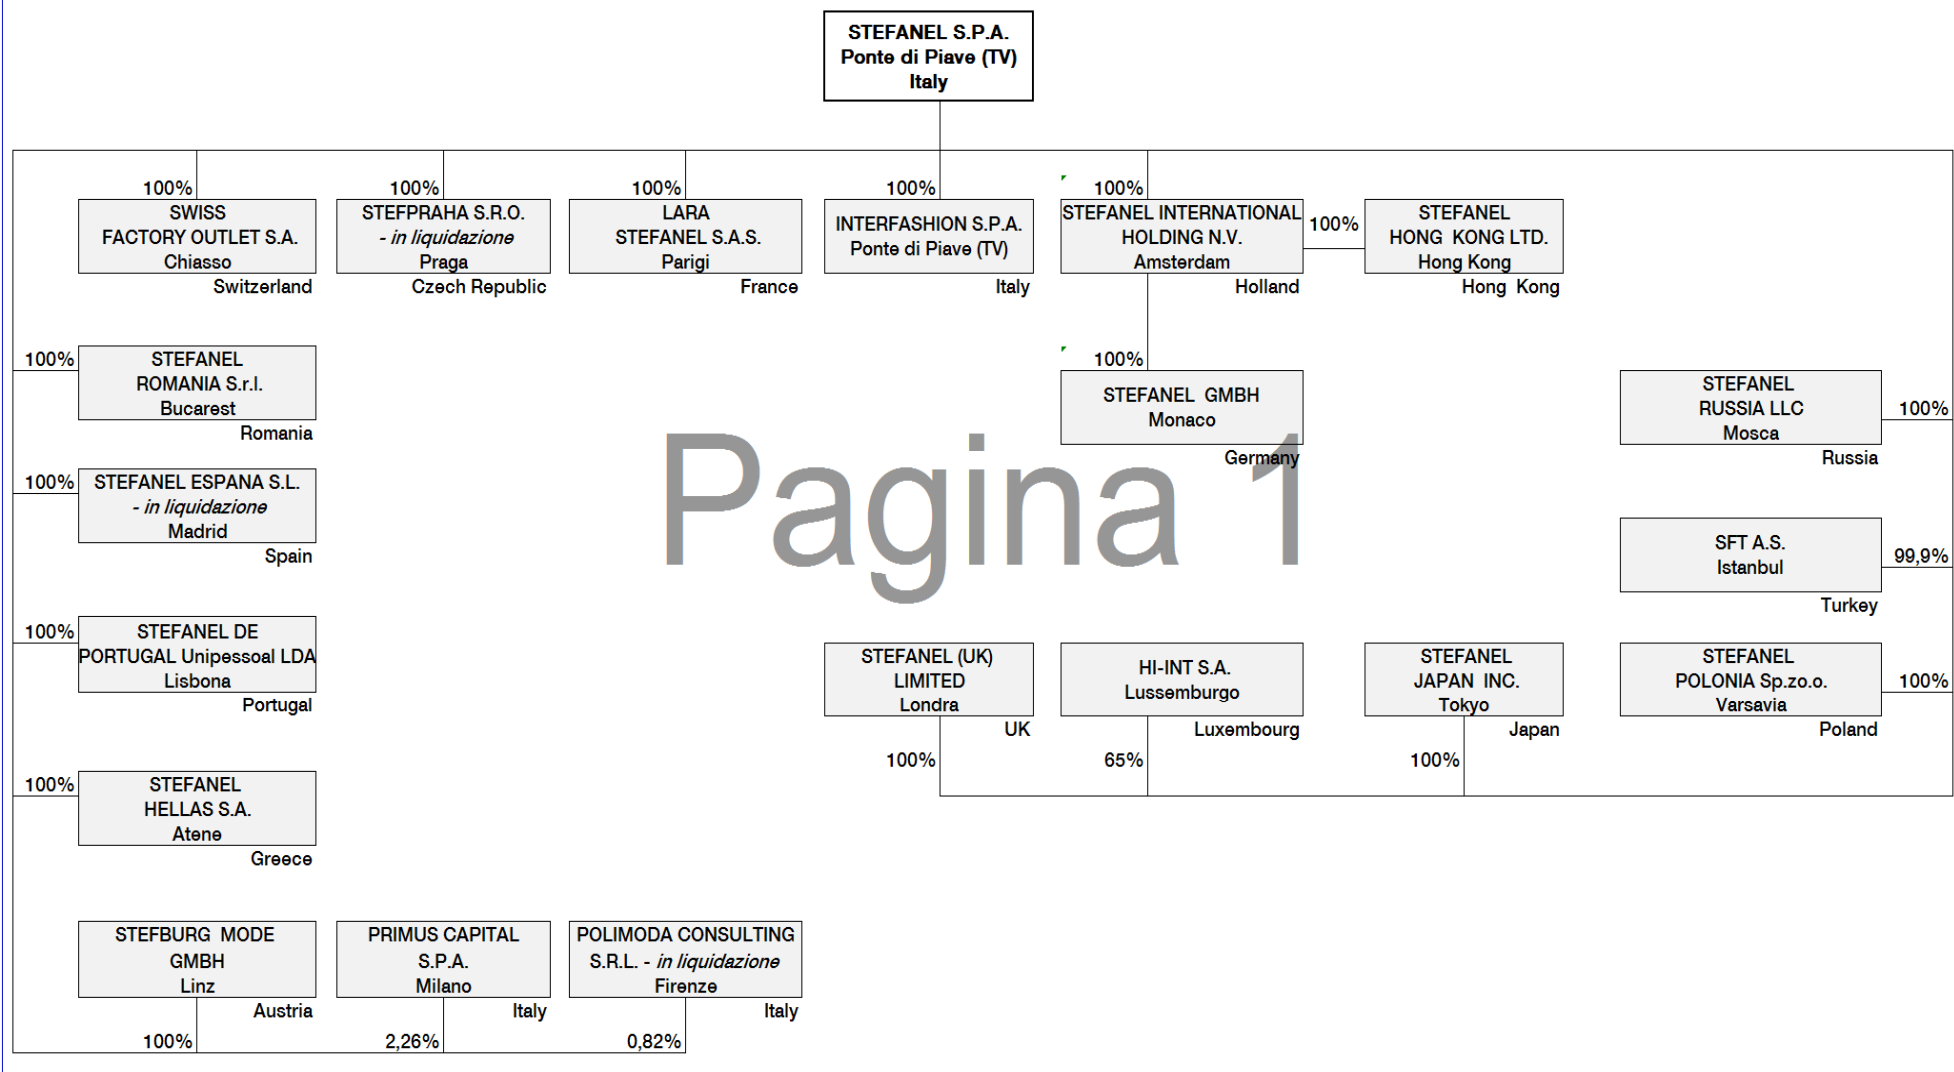 STEFANEL S.P.A.
Ponte di Piave (TV)
Italy
100%
SWISS
FACTORY OUTLET S.A.
Chiasso
Switzerland
100%
STEFPRAHA S.R.O.
- in liquidazione
Praga
Czech Republic
100%
LARA
STEFANEL S.A.S.
Parigi
France
100%
INTERFASHION S.P.A.
Ponte di Piave (TV)
Italy
100%
STEFANEL INTERNATIONAL
HOLDING N.V.
Amsterdam
Holland
100%
STEFANEL
HONG KONG LTD.
Hong Kong
Hong Kong
100%
STEFANEL
ROMANIA S.r.l.
Bucarest
Romania
100%
STEFANEL GMBH
Monaco
Germany
STEFANEL
RUSSIA LLC
Mosca
100%
Russia
Pagina 1
100%
STEFANEL ESPANA S.L.
- in liquidazione
Madrid
Spain
SFT A.S.
Istanbul
99,9%
Turkey
100%
STEFANEL DE
PORTUGAL Unipessoal LDA
Lisbona
Portugal
STEFANEL (UK)
LIMITED
Londra
UK
100%
HI-INT S.A.
Lussemburgo
Luxembourg
65%
STEFANEL
JAPAN INC.
Tokyo
Japan
100%
STEFANEL
POLONIA Sp.zo.o.
Varsavia
100%
Poland
100%
STEFANEL
HELLAS S.A.
Atene
Greece
STEFBURG MODE
GMBH
Linz
Austria
100%
PRIMUS CAPITAL
S.P.A.
Milano
Italy
2,26%
POLIMODA CONSULTING
S.R.L. - in liquidazione
Firenze
Italy
0,82%